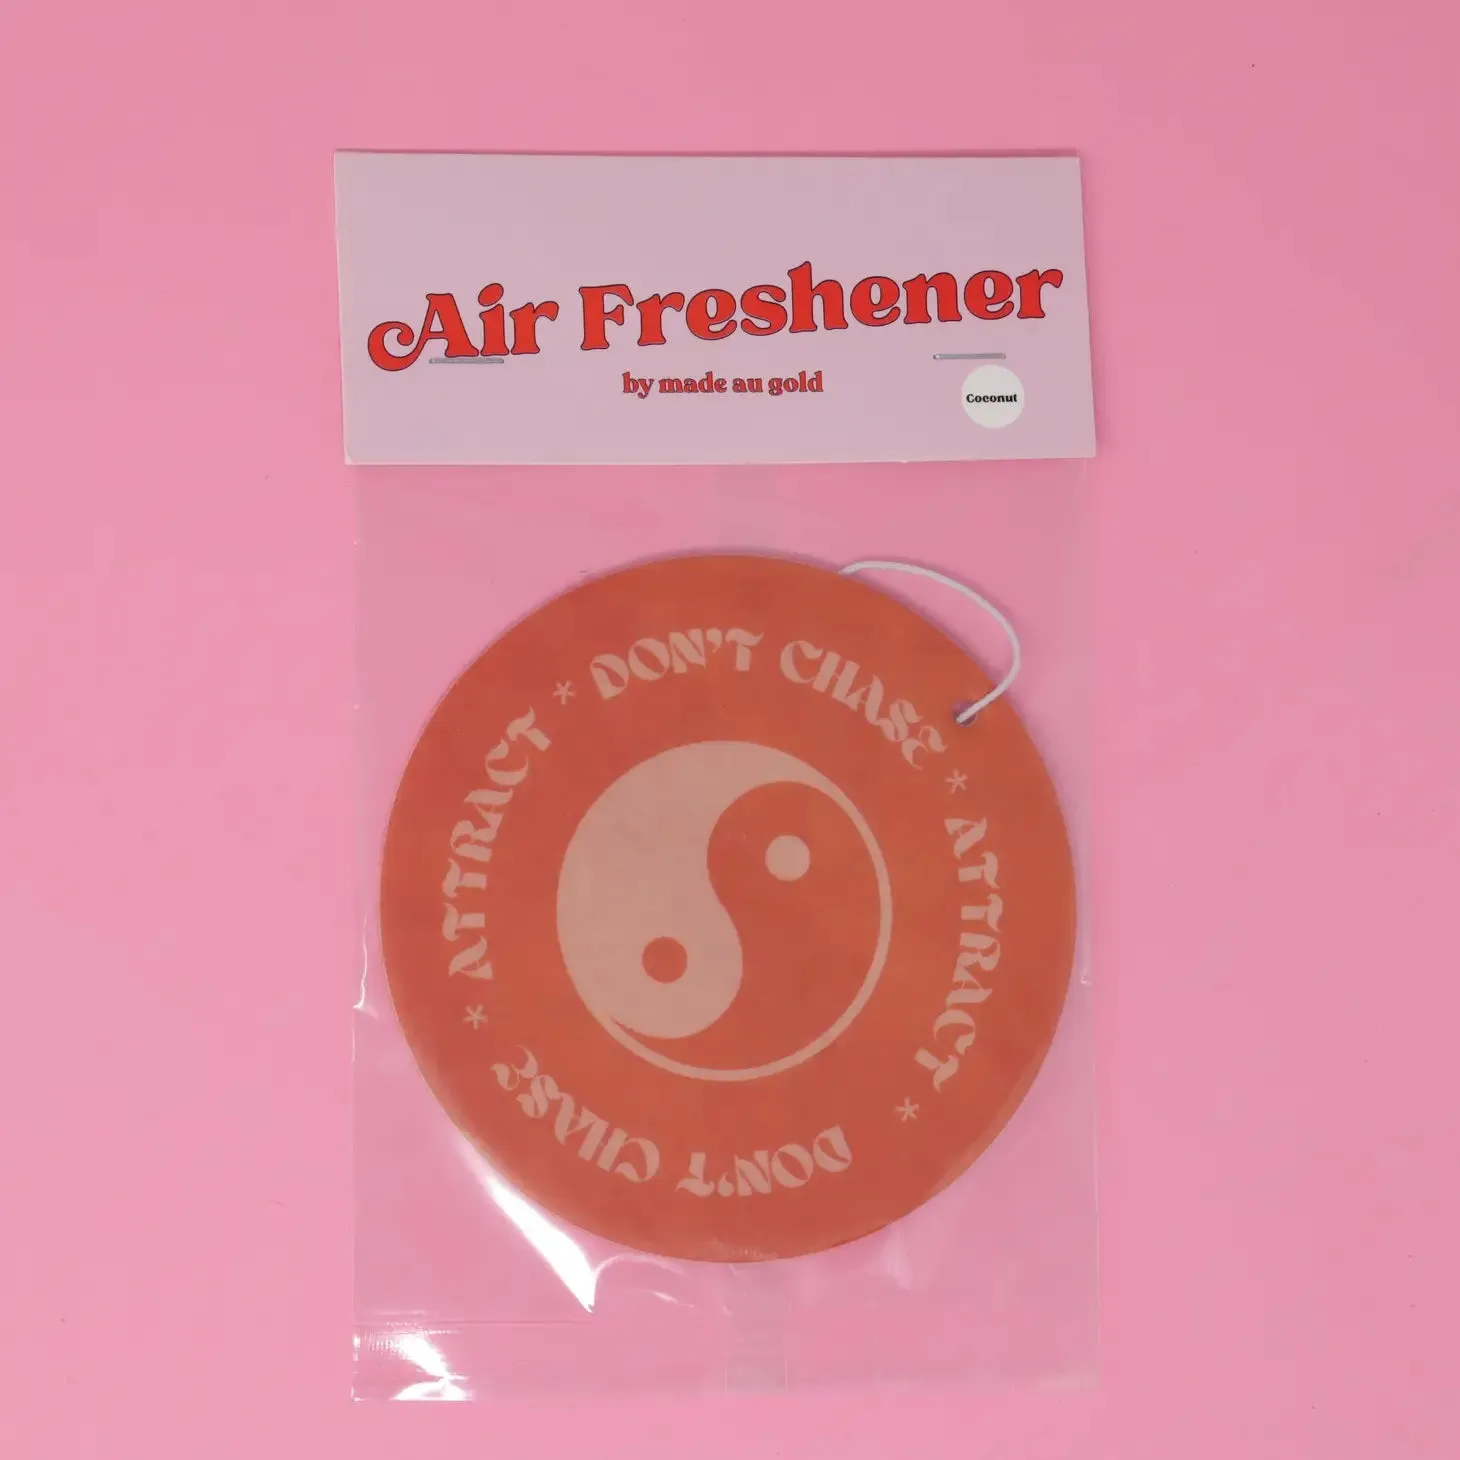 Air Freshener
by made au gold
Coconut
DON'T CHASE * ATTRACT * DON'T CHASE * ATTRACT *